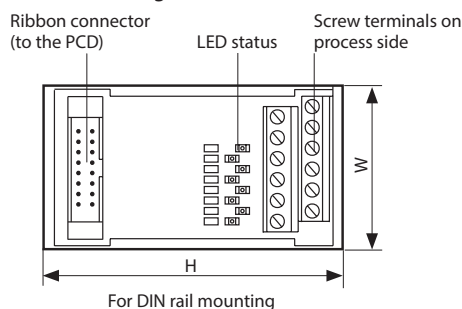 Ribbon connector
(to the PCD)
LED status
Screw terminals on
process side
W
H
For DIN rail mounting